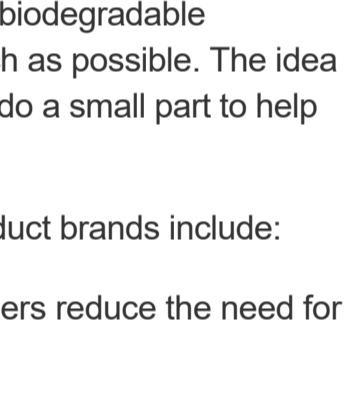 biodegradable
h as possible. The idea
do a small part to help
duct brands include:
ers reduce the need for